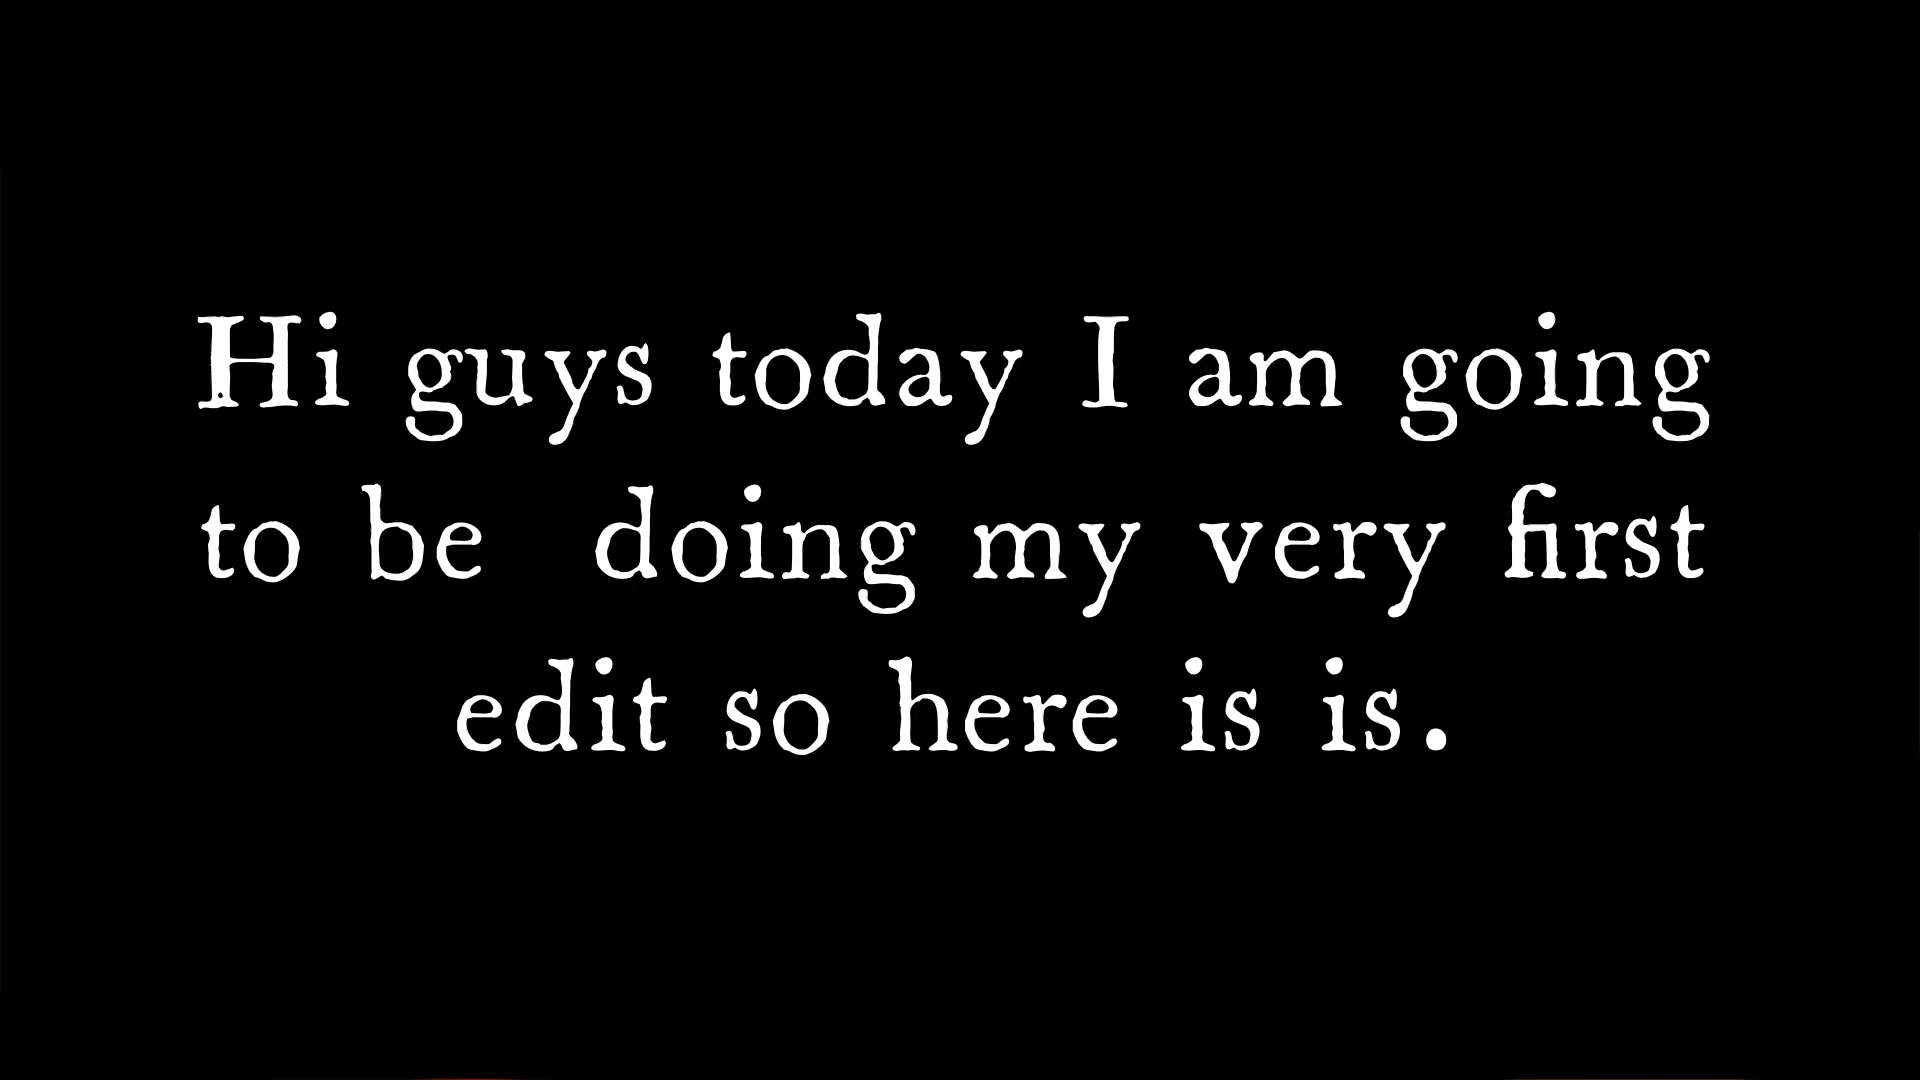 Hi guys today I am going
to be  doing my very first
edit so here is is.